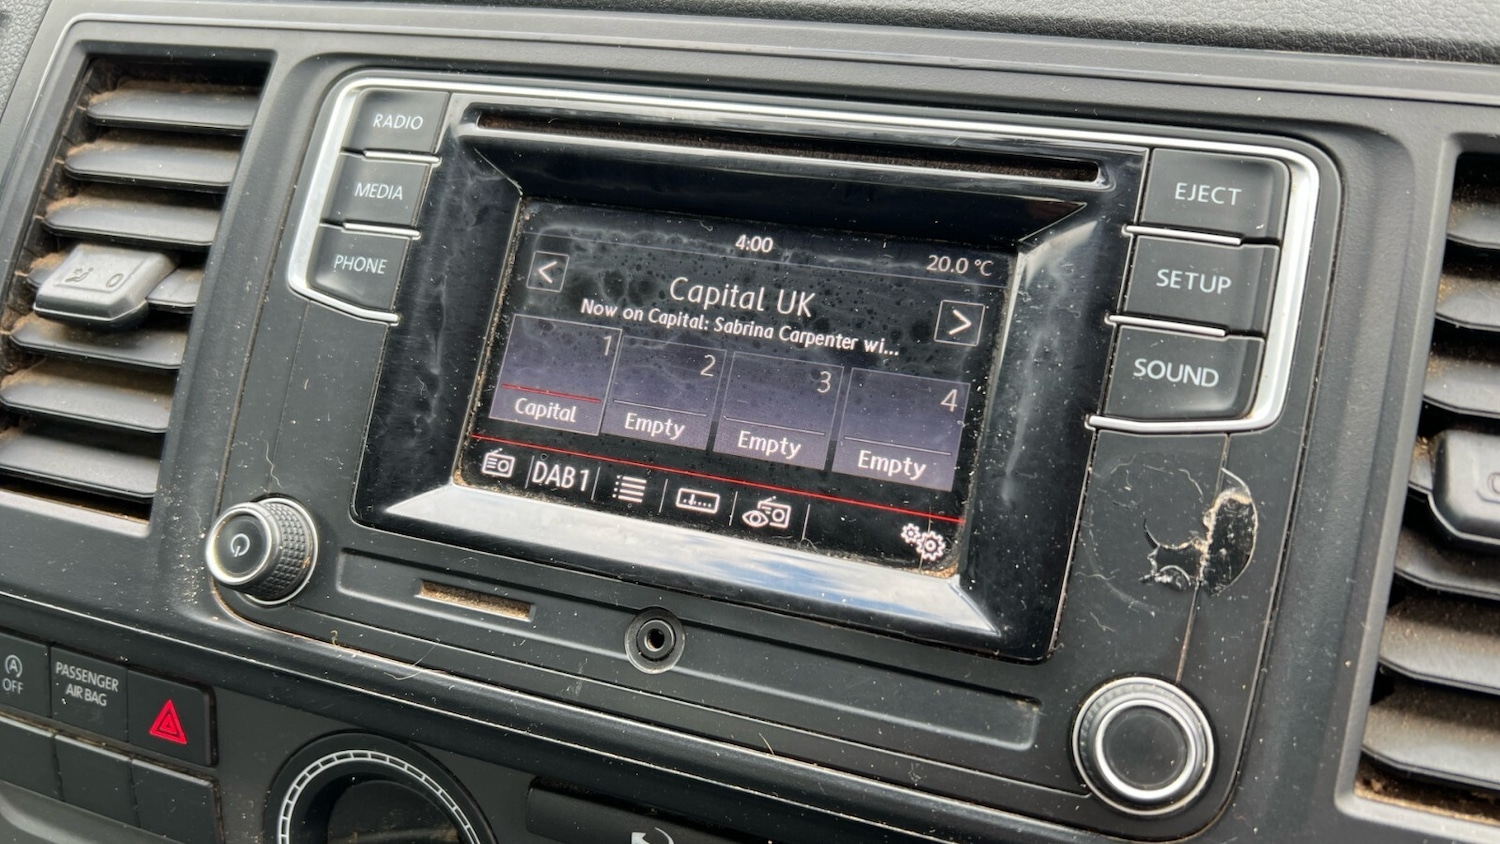 RADIO
MEDIA
PHONE
EJECT
SETUP
SOUND
4:00
20.0 °C
<
Capital UK
>
Now on Capital: Sabrina Carpenter wi...
1
2
3
4
Capital
Empty
Empty
Empty
DAB1
A
OFF
PASSENGER
AIR BAG
0